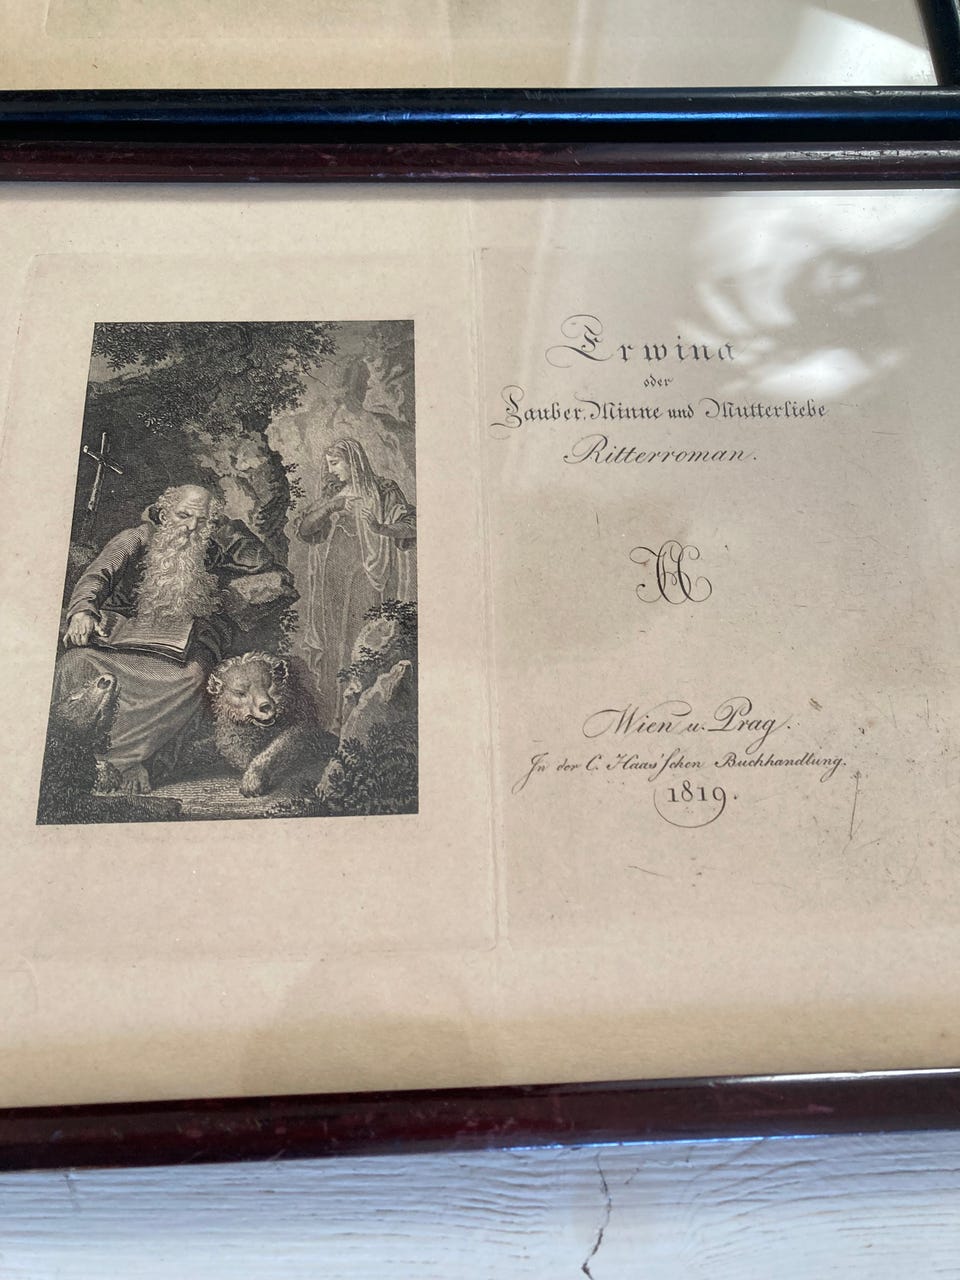 Erwina
oder
Zauber, Minne und Mutterliebe
Ritterroman.
Wien u. Prag.
In der C. Haas'schen Buchhandlung.
1819.